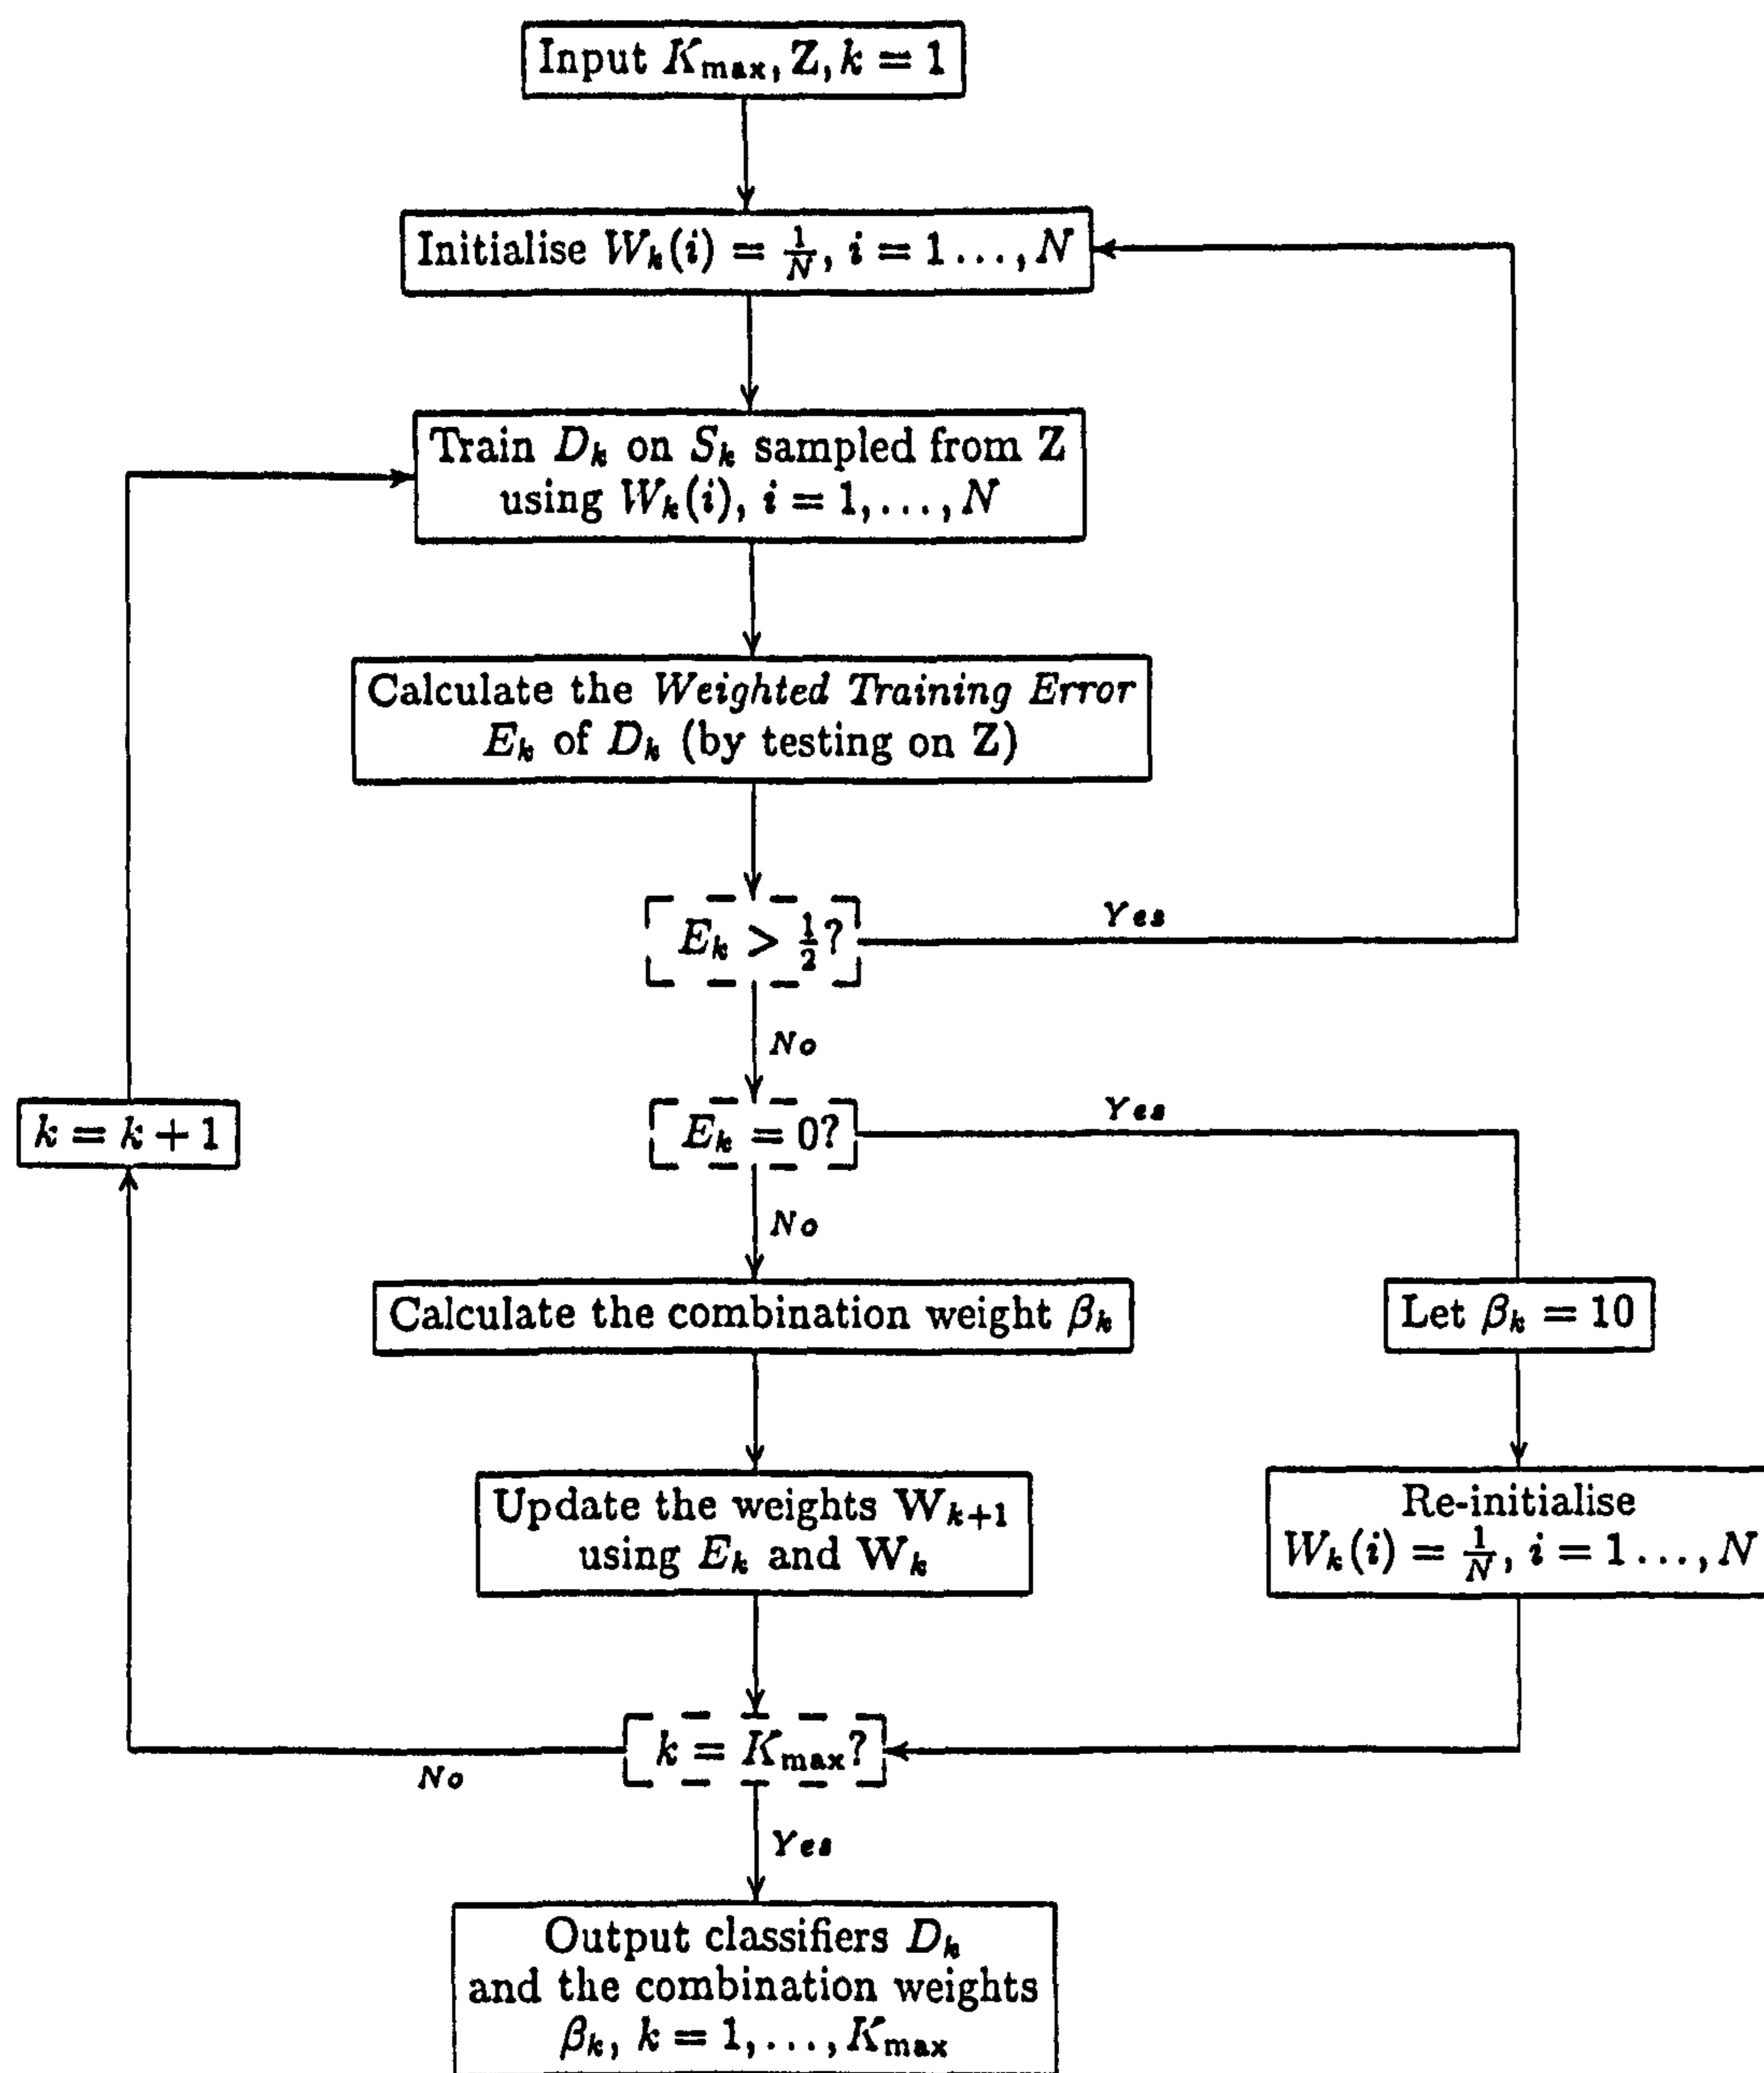 Input Kmax, Z, k = 1
Initialise Wk(i) = 1/N, i = 1 ..., N
Train Dk on Sk sampled from Z
using Wk(i), i = 1, ..., N
Calculate the Weighted Training Error
Ek of Dk (by testing on Z)
Ek > 1/2?
Yes
No
k = k + 1
Ek = 0?
Yes
No
Calculate the combination weight βk
Let βk = 10
Update the weights Wk+1
using Ek and Wk
Re-initialise
Wk(i) = 1/N, i = 1 ..., N
k = Kmax?
No
Yes
Output classifiers Dk
and the combination weights
βk, k = 1, ..., Kmax